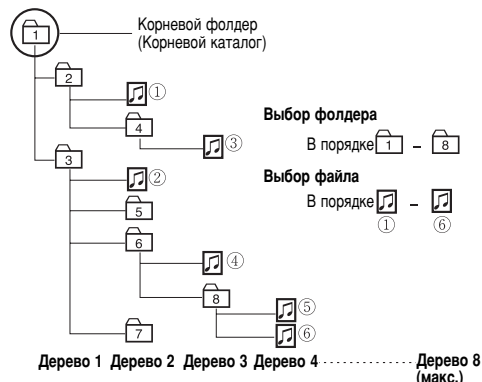 1
Корневой фолдер
(Корневой каталог)
2
①
4
③
3
②
5
6
④
8
⑤
⑥
7
Выбор фолдера
В порядке 1 – 8
Выбор файла
В порядке –
① ⑥
Дерево 1 Дерево 2 Дерево 3 Дерево 4 ............ Дерево 8
(макс.)